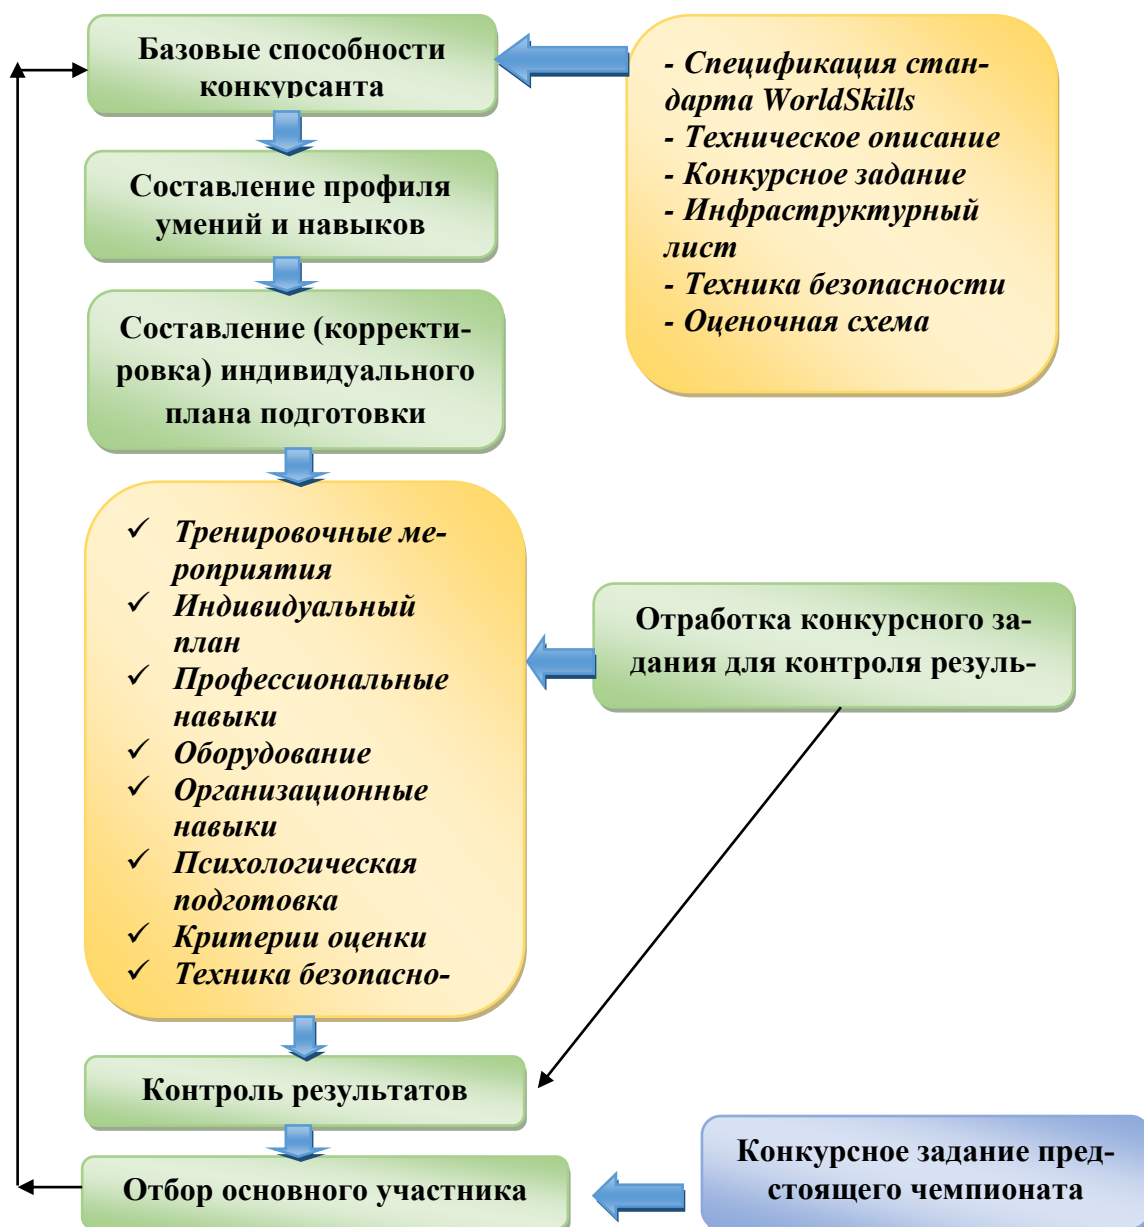 Базовые способности
конкурсанта
- Спецификация стан-
дарта WorldSkills
- Техническое описание
- Конкурсное задание
- Инфраструктурный
лист
- Техника безопасности
- Оценочная схема
Составление профиля
умений и навыков
Составление (корректи-
ровка) индивидуального
плана подготовки
✓ Тренировочные ме-
роприятия
✓ Индивидуальный
план
✓ Профессиональные
навыки
✓ Оборудование
✓ Организационные
навыки
✓ Психологическая
подготовка
✓ Критерии оценки
✓ Техника безопасно-
Отработка конкурсного за-
дания для контроля резуль-
Контроль результатов
Отбор основного участника
Конкурсное задание пред-
стоящего чемпионата